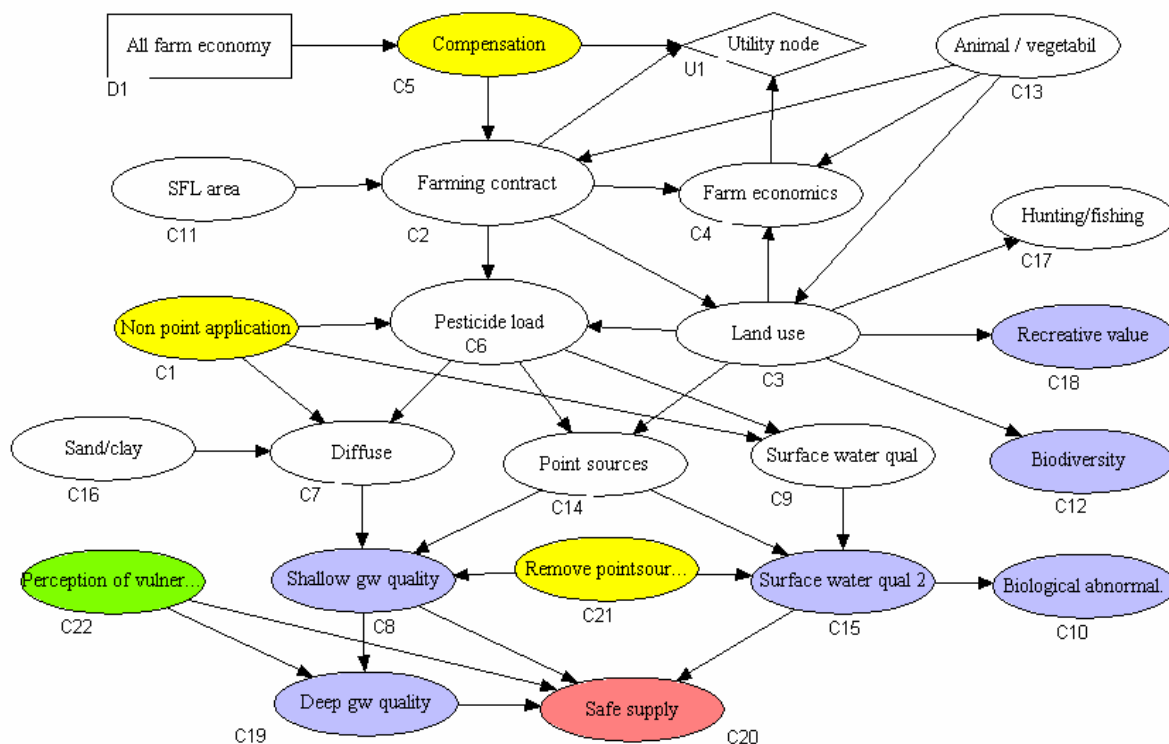 All farm economy
D1
Compensation
C5
Utility node
U1
Animal / vegetabil
C13
SFL area
C11
Farming contract
C2
Farm economics
C4
Hunting/fishing
C17
Non point application
C1
Pesticide load
C6
Land use
C3
Recreative value
C18
Sand/clay
C16
Diffuse
C7
Point sources
C14
Surface water qual
C9
Biodiversity
C12
Perception of vulner...
C22
Shallow gw quality
C8
Remove pointsour...
C21
Surface water qual 2
C15
Biological abnormal.
C10
Deep gw quality
C19
Safe supply
C20